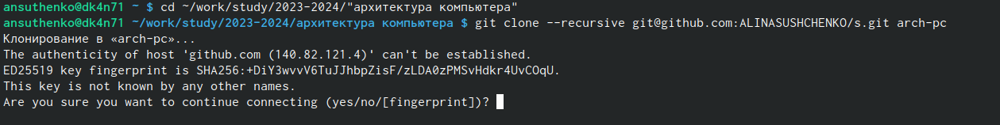 ansuthenko@dk4n71 ~ $ cd ~/work/study/2023-2024/"архитектура компьютера"
ansuthenko@dk4n71 ~/work/study/2023-2024/архитектура компьютера $ git clone --recursive git@github.com:ALINASUSHCHENKO/s.git arch-pc
Клонирование в «arch-pc»...
The authenticity of host 'github.com (140.82.121.4)' can't be established.
ED25519 key fingerprint is SHA256:+DiY3wvvV6TuJJhbpZisF/zLDA0zPMSvHdkr4UvCOqU.
This key is not known by any other names.
Are you sure you want to continue connecting (yes/no/[fingerprint])?